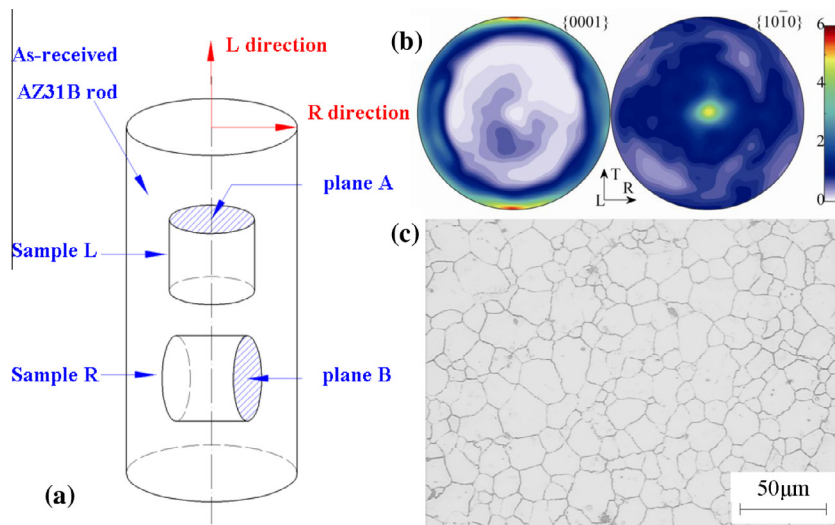 As-received
AZ31B rod
L direction
R direction
plane A
Sample L
Sample R
plane B
(a)
(b)
{0001}
{101̅0}
6
4
2
0
T
L
R
(c)
50μm